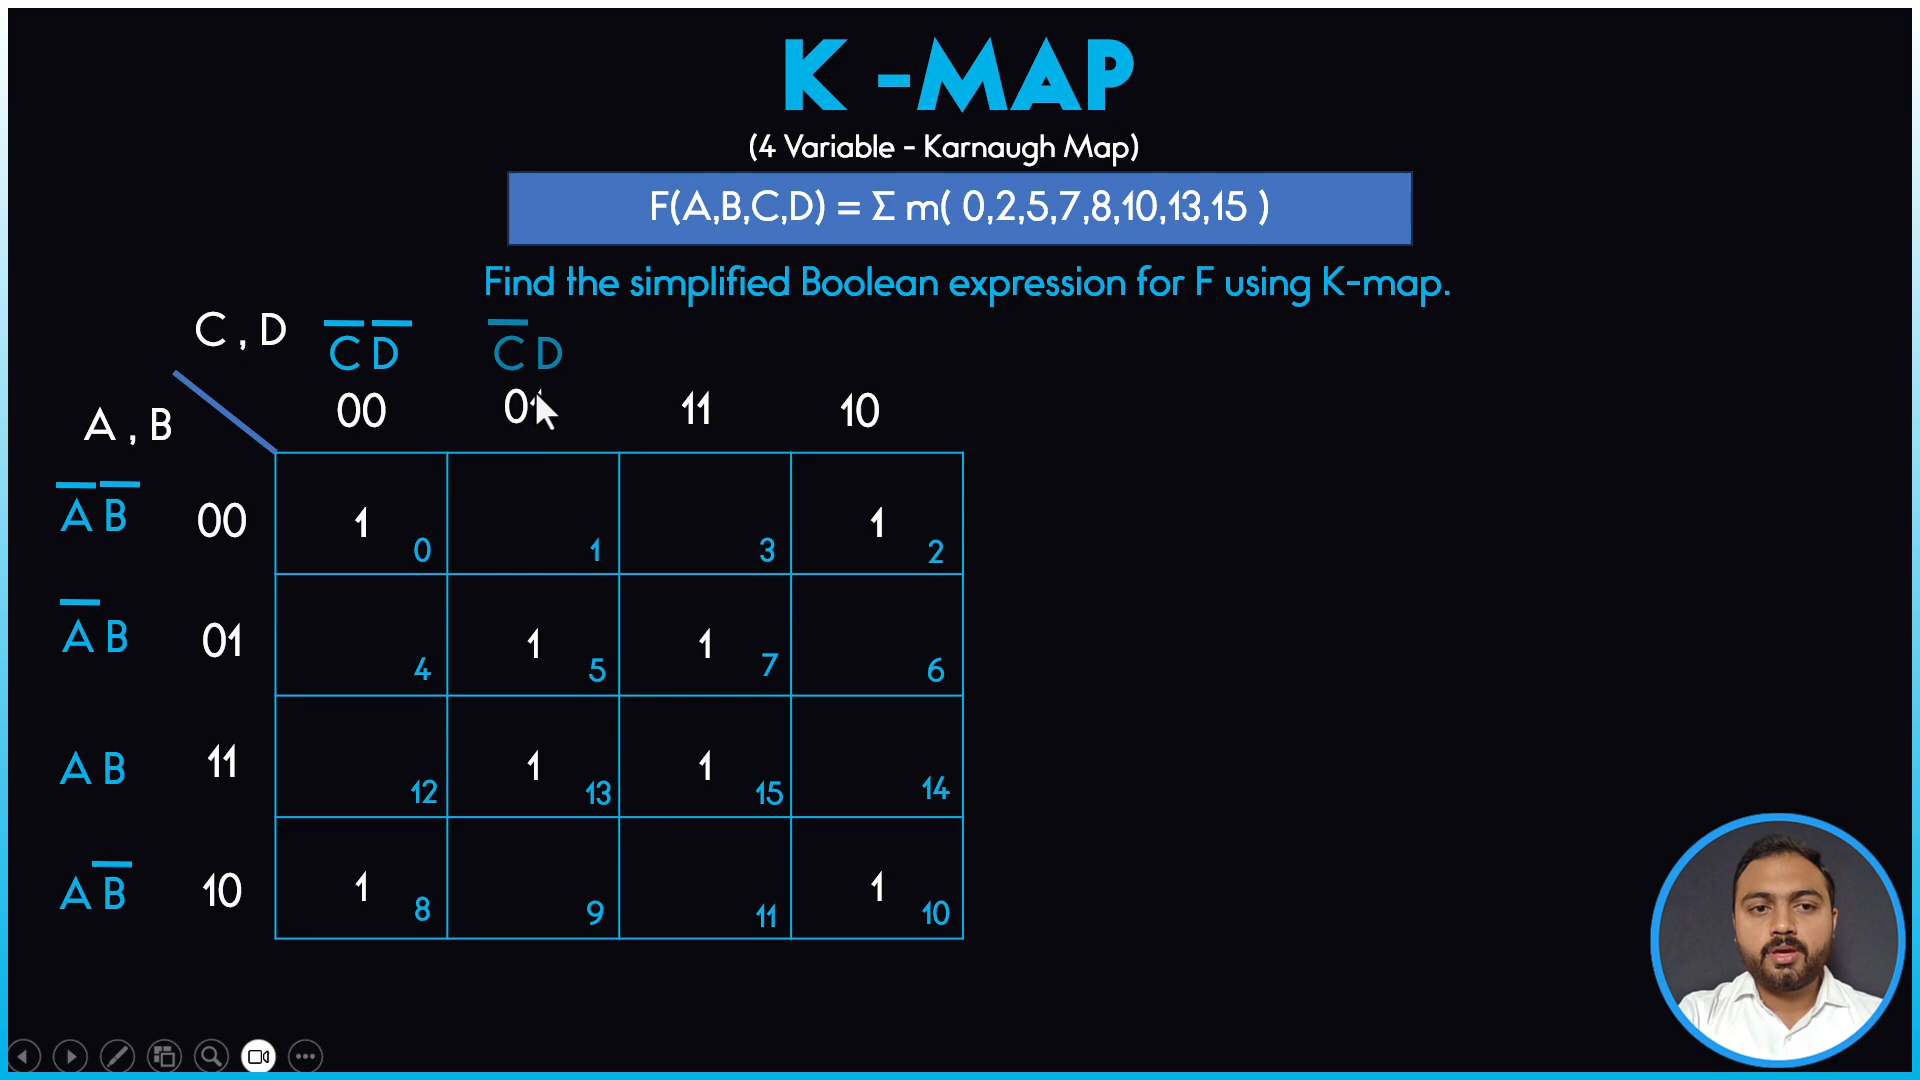 K -MAP
(4 Variable - Karnaugh Map)
F(A,B,C,D) = Σ m( 0,2,5,7,8,10,13,15 )
Find the simplified Boolean expression for F using K-map.
C , D
C̅ D̅
C̅ D
A , B
00
01
11
10
A̅ B̅
00
1
0
1
3
1
2
A̅ B
01
4
1
5
1
7
6
A B
11
12
1
13
1
15
14
A B̅
10
1
8
9
11
1
10